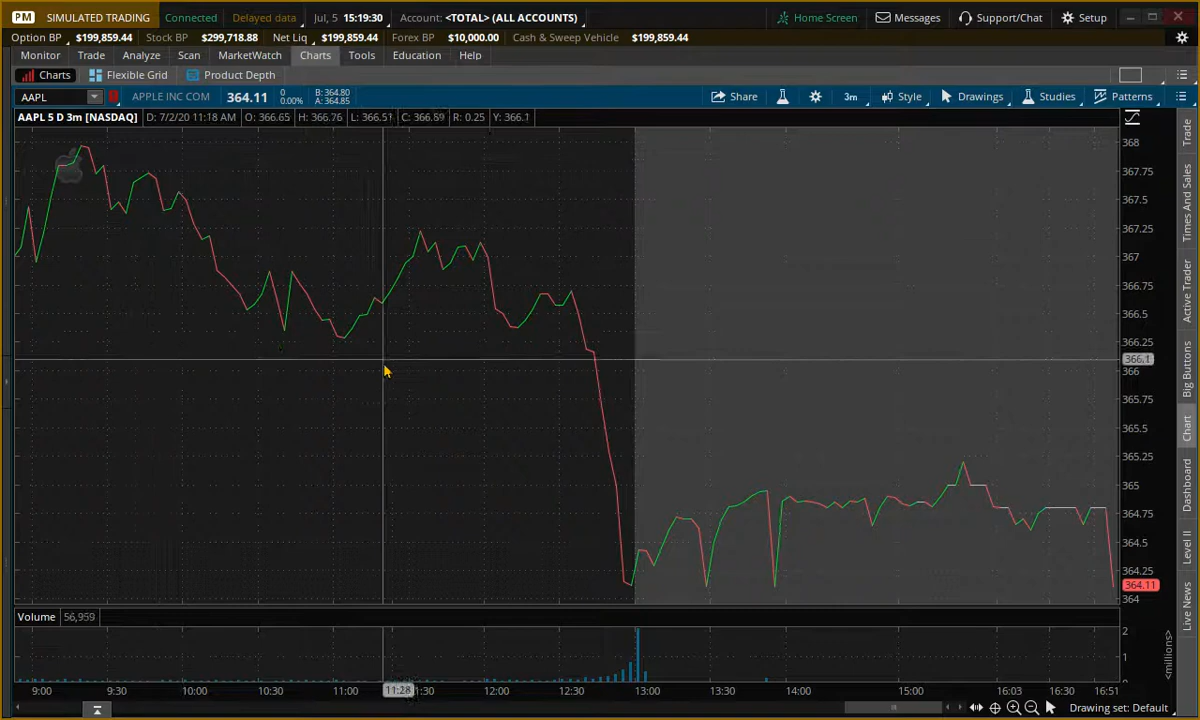 PM SIMULATED TRADING Connected Delayed data Jul, 5 15:19:30 Account: <TOTAL> (ALL ACCOUNTS) Home Screen Messages Support/Chat Setup
Option BP $199,859.44 Stock BP $299,718.88 Net Liq $199,859.44 Forex BP $10,000.00 Cash & Sweep Vehicle $199,859.44
Monitor Trade Analyze Scan MarketWatch Charts Tools Education Help
Charts Flexible Grid Product Depth
AAPL APPLE INC COM 364.11 0 B: 364.80 Share 3m Style Drawings Studies Patterns
0.00% A: 364.85
AAPL 5 D 3m [NASDAQ] D: 7/2/20 11:18 AM O: 366.65 H: 366.76 L: 366.51 C: 366.59 R: 0.25 Y: 366.1
368
367.75
367.5
367.25
367
366.75
366.5
366.25
366.1
366
365.75
365.5
365.25
365
364.75
364.5
364.25
364.11
364
Trade
Times And Sales
Active Trader
Big Buttons
Chart
Dashboard
Level II
Live News
Volume 56,959
2
1
0
<millions>
9:00 9:30 10:00 10:30 11:00 11:28 1:30 12:00 12:30 13:00 13:30 14:00 15:00 16:03 16:30 16:51
Drawing set: Default